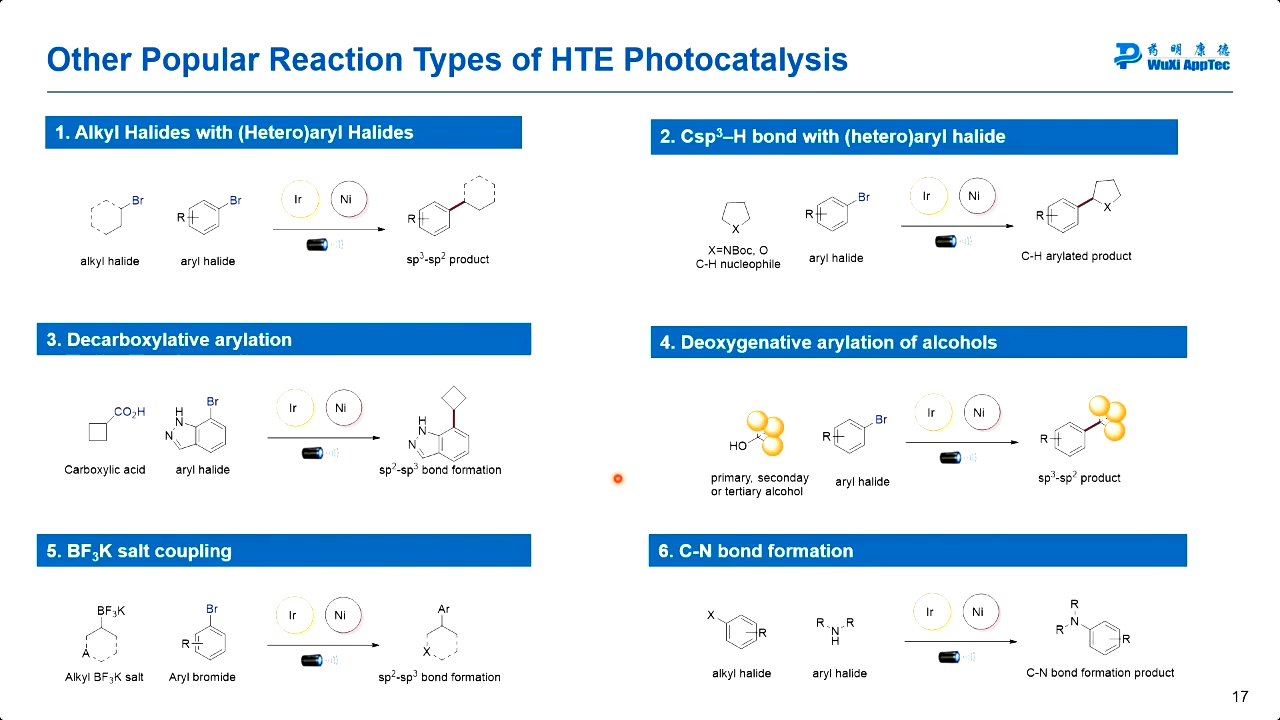 Other Popular Reaction Types of HTE Photocatalysis
药明康德
WuXi AppTec
1. Alkyl Halides with (Hetero)aryl Halides
Br
R
Br
Ir
Ni
R
alkyl halide
aryl halide
sp3-sp2 product
2. Csp3–H bond with (hetero)aryl halide
X
R
Br
Ir
Ni
R
X
X=NBoc, O
C-H nucleophile
aryl halide
C-H arylated product
3. Decarboxylative arylation
CO2H
H
N
N
Br
Ir
Ni
H
N
N
Carboxylic acid
aryl halide
sp2-sp3 bond formation
4. Deoxygenative arylation of alcohols
HO
R
Br
Ir
Ni
R
primary, seconday
or tertiary alcohol
aryl halide
sp3-sp2 product
5. BF3K salt coupling
BF3K
A
Br
R
Ir
Ni
Ar
X
Alkyl BF3K salt
Aryl bromide
sp2-sp3 bond formation
6. C-N bond formation
X
R
R
N
H
R
Ir
Ni
R
N
R
R
alkyl halide
aryl halide
C-N bond formation product
17